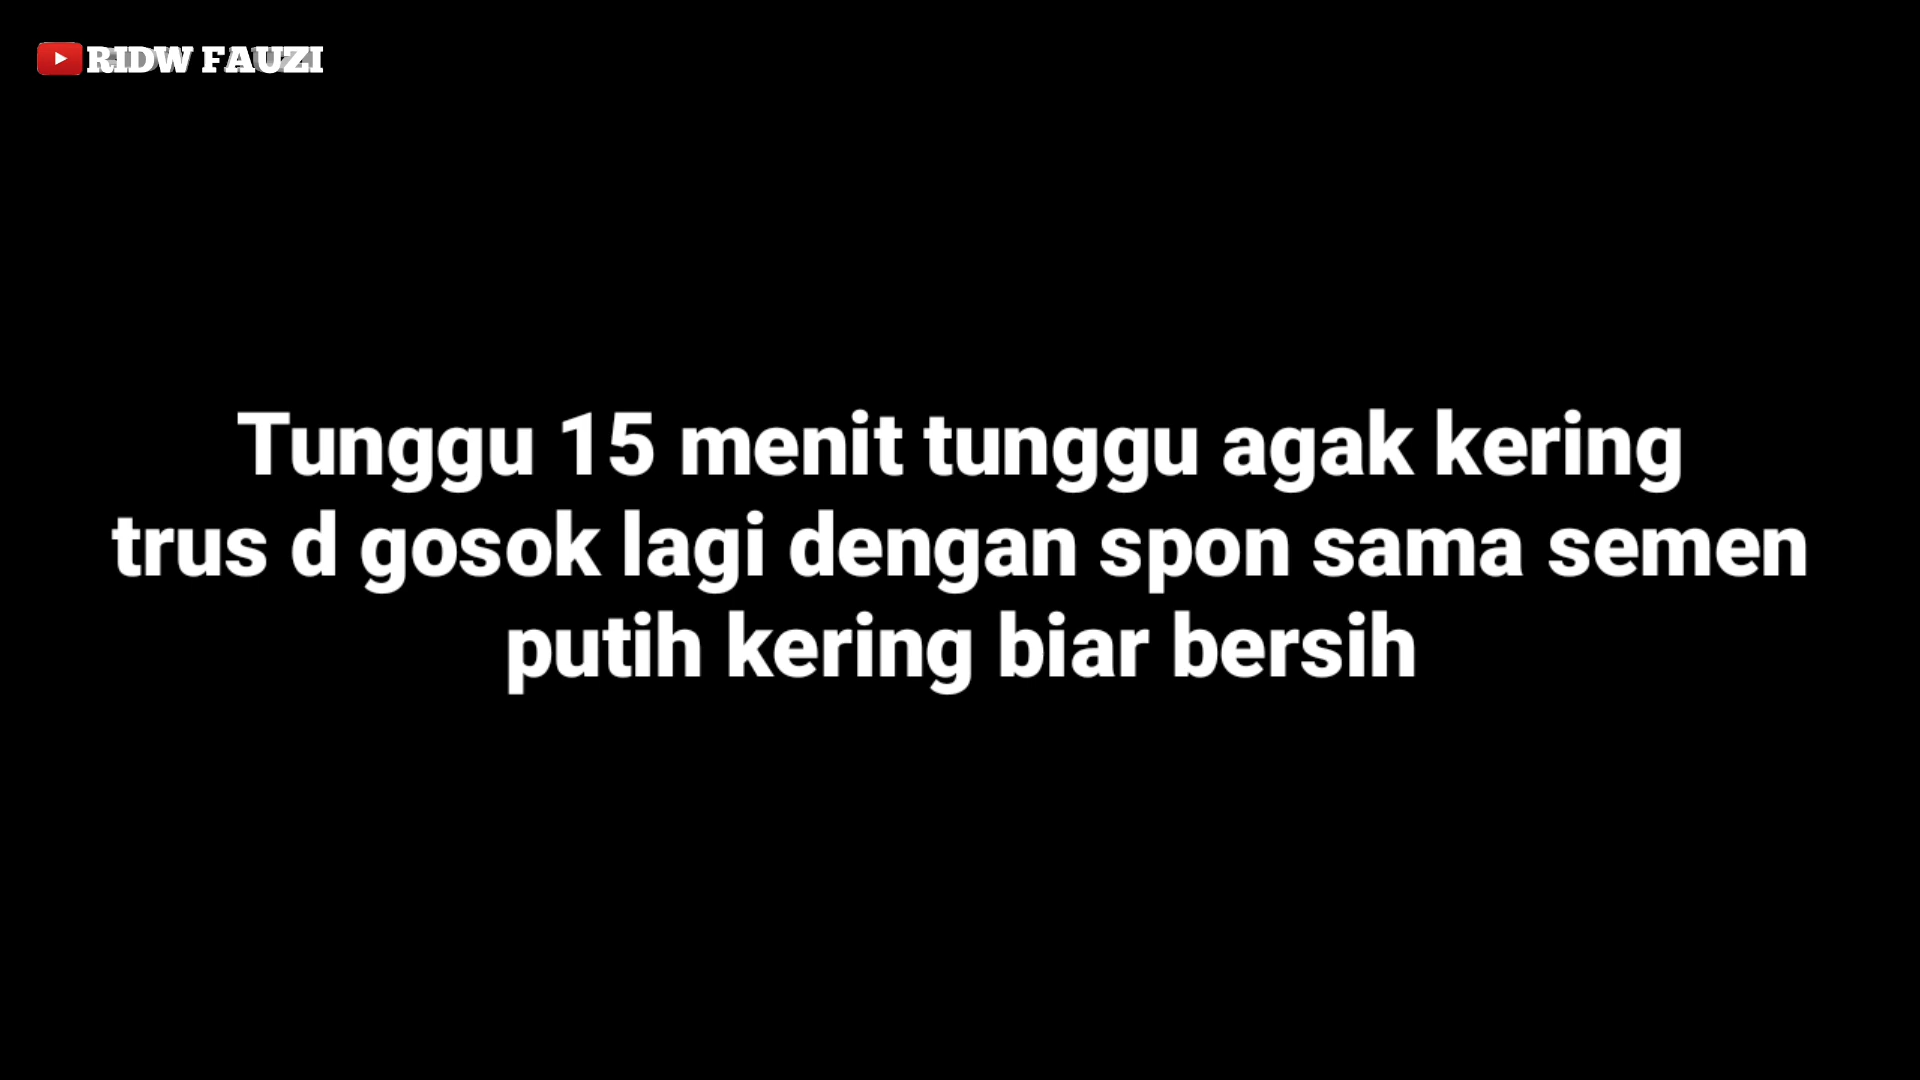 RIDW FAUZI
Tunggu 15 menit tunggu agak kering
trus d gosok lagi dengan spon sama semen
putih kering biar bersih